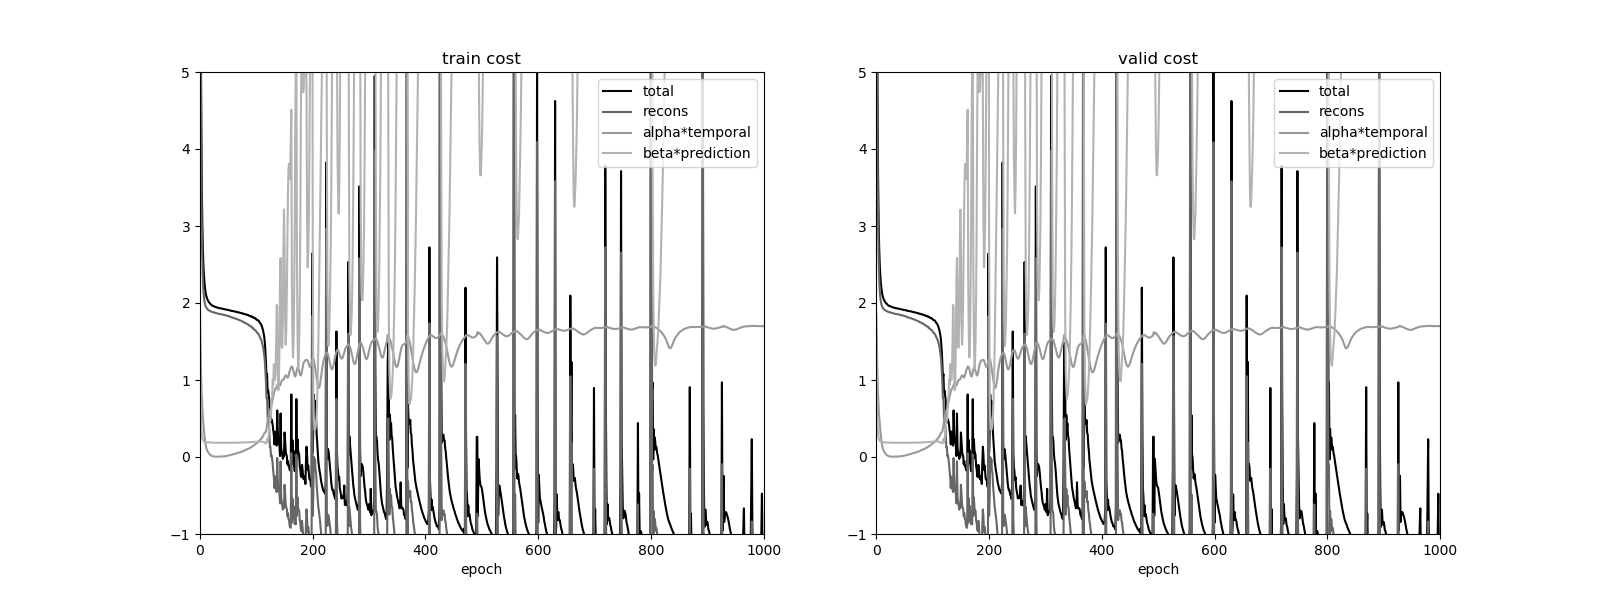 train cost
5
4
3
2
1
0
−1
total
recons
alpha*temporal
beta*prediction
0
200
400
600
800
1000
epoch
valid cost
5
4
3
2
1
0
−1
total
recons
alpha*temporal
beta*prediction
0
200
400
600
800
1000
epoch